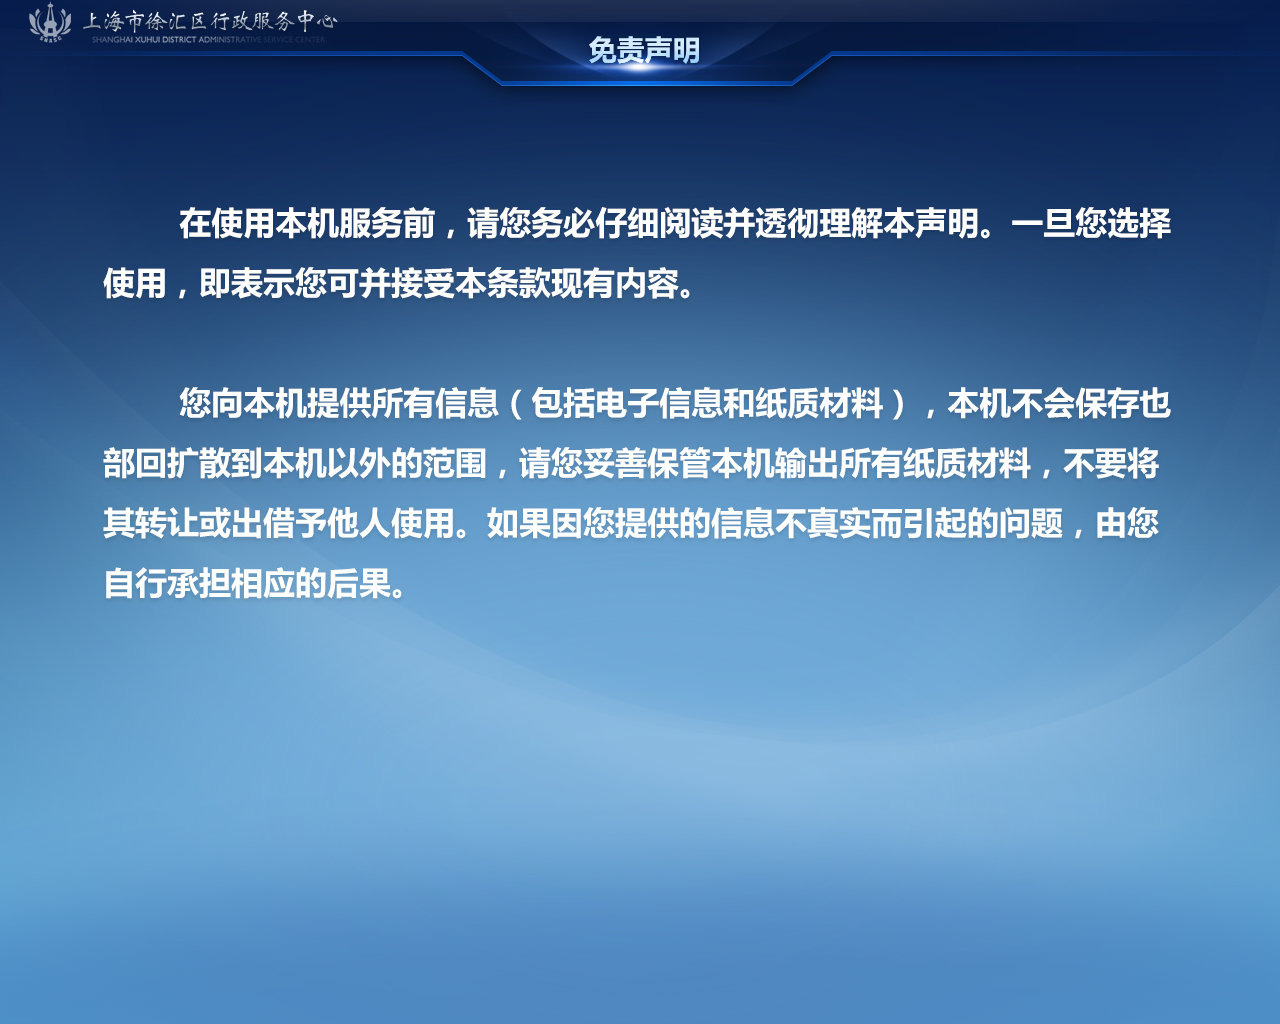 上海市徐汇区行政服务中心
SHANGHAI XUHUI DISTRICT ADMINISTRATIVE SERVICE CENTER
免责声明
在使用本机服务前，请您务必仔细阅读并透彻理解本声明。一旦您选择
使用，即表示您可并接受本条款现有内容。
您向本机提供所有信息（包括电子信息和纸质材料），本机不会保存也
部回扩散到本机以外的范围，请您妥善保管本机输出所有纸质材料，不要将
其转让或出借予他人使用。如果因您提供的信息不真实而引起的问题，由您
自行承担相应的后果。